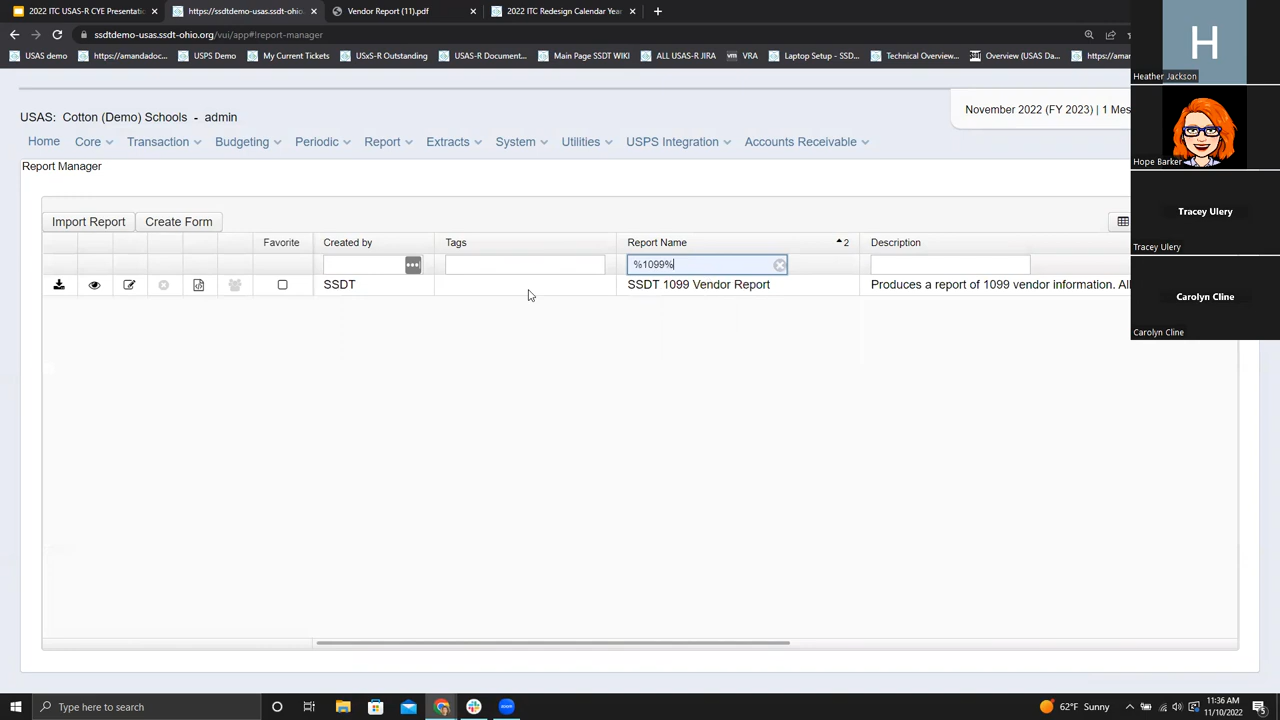 2022 ITC USAS-R CYE Presentatio
https://ssdtdemo-usas.ssdt-ohio.
Vendor Report (11).pdf
2022 ITC Redesign Calendar Year
ssdtdemo-usas.ssdt-ohio.org/vui/app#!report-manager
USAS demo
https://amandadoc...
USPS Demo
My Current Tickets
USxS-R Outstanding
USAS-R Document...
Main Page SSDT WIKI
ALL USAS-R JIRA
vm VRA
Laptop Setup - SSD...
Technical Overview...
Overview (USAS Da...
https://aman
USAS: Cotton (Demo) Schools - admin
November 2022 (FY 2023) | 1 Mes
Home Core Transaction Budgeting Periodic Report Extracts System Utilities USPS Integration Accounts Receivable
Report Manager
Import Report Create Form
Favorite Created by Tags Report Name 2 Description
%1099%
SSDT SSDT 1099 Vendor Report Produces a report of 1099 vendor information. All
H
Heather Jackson
Hope Barker
Tracey Ulery
Tracey Ulery
Carolyn Cline
Carolyn Cline
Type here to search
62°F Sunny
11:36 AM
11/10/2022
5